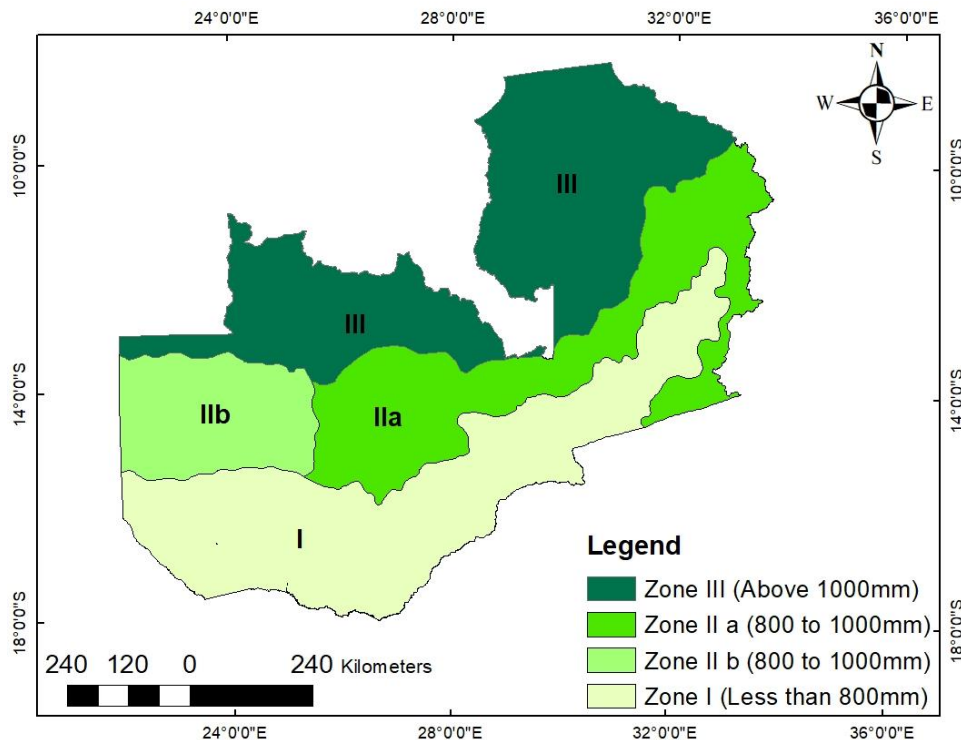 24°0'0"E 28°0'0"E 32°0'0"E 36°0'0"E
N
W E
S
10°0'0"S 10°0'0"S
III
III
14°0'0"S 14°0'0"S
IIb IIa
I
Legend
Zone III (Above 1000mm)
Zone II a (800 to 1000mm)
Zone II b (800 to 1000mm)
Zone I (Less than 800mm)
18°0'0"S 18°0'0"S
240 120 0 240 Kilometers
24°0'0"E 28°0'0"E 32°0'0"E 36°0'0"E